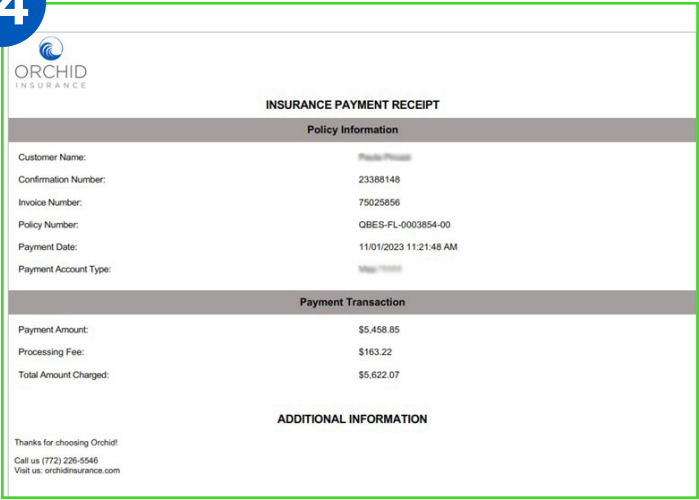 4
ORCHID
INSURANCE
INSURANCE PAYMENT RECEIPT
Policy Information
Customer Name:
Confirmation Number: 23388148
Invoice Number: 75025856
Policy Number: QBES-FL-0003854-00
Payment Date: 11/01/2023 11:21:48 AM
Payment Account Type:
Payment Transaction
Payment Amount: $5,458.85
Processing Fee: $163.22
Total Amount Charged: $5,622.07
ADDITIONAL INFORMATION
Thanks for choosing Orchid!
Call us (772) 226-5546
Visit us: orchidinsurance.com